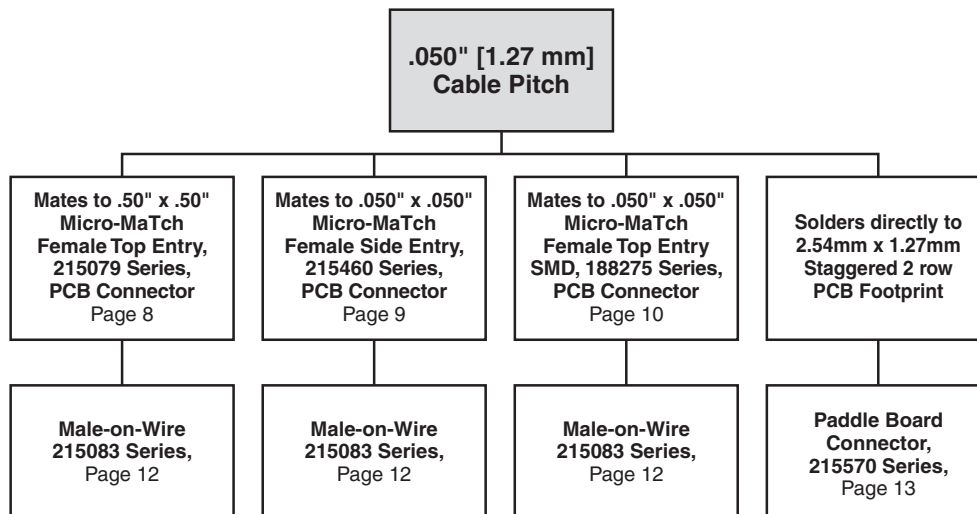 .050" [1.27 mm]
Cable Pitch
Mates to .50" x .50"
Micro-MaTch
Female Top Entry,
215079 Series,
PCB Connector
Page 8
Mates to .050" x .050"
Micro-MaTch
Female Side Entry,
215460 Series,
PCB Connector
Page 9
Mates to .050" x .050"
Micro-MaTch
Female Top Entry
SMD, 188275 Series,
PCB Connector
Page 10
Solders directly to
2.54mm x 1.27mm
Staggered 2 row
PCB Footprint
Male-on-Wire
215083 Series,
Page 12
Male-on-Wire
215083 Series,
Page 12
Male-on-Wire
215083 Series,
Page 12
Paddle Board
Connector,
215570 Series,
Page 13